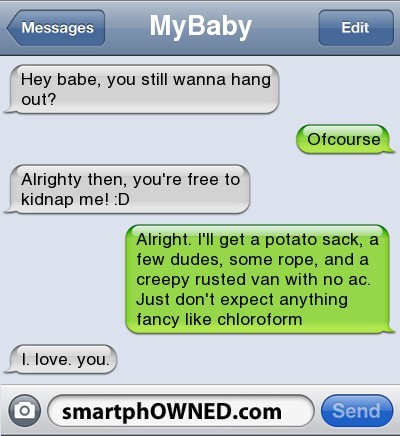 Messages
MyBaby
Edit
Hey babe, you still wanna hang
out?
Ofcourse
Alrighty then, you're free to
kidnap me! :D
Alright. I'll get a potato sack, a
few dudes, some rope, and a
creepy rusted van with no ac.
Just don't expect anything
fancy like chloroform
I. love. you.
smartphOWNED.com
Send